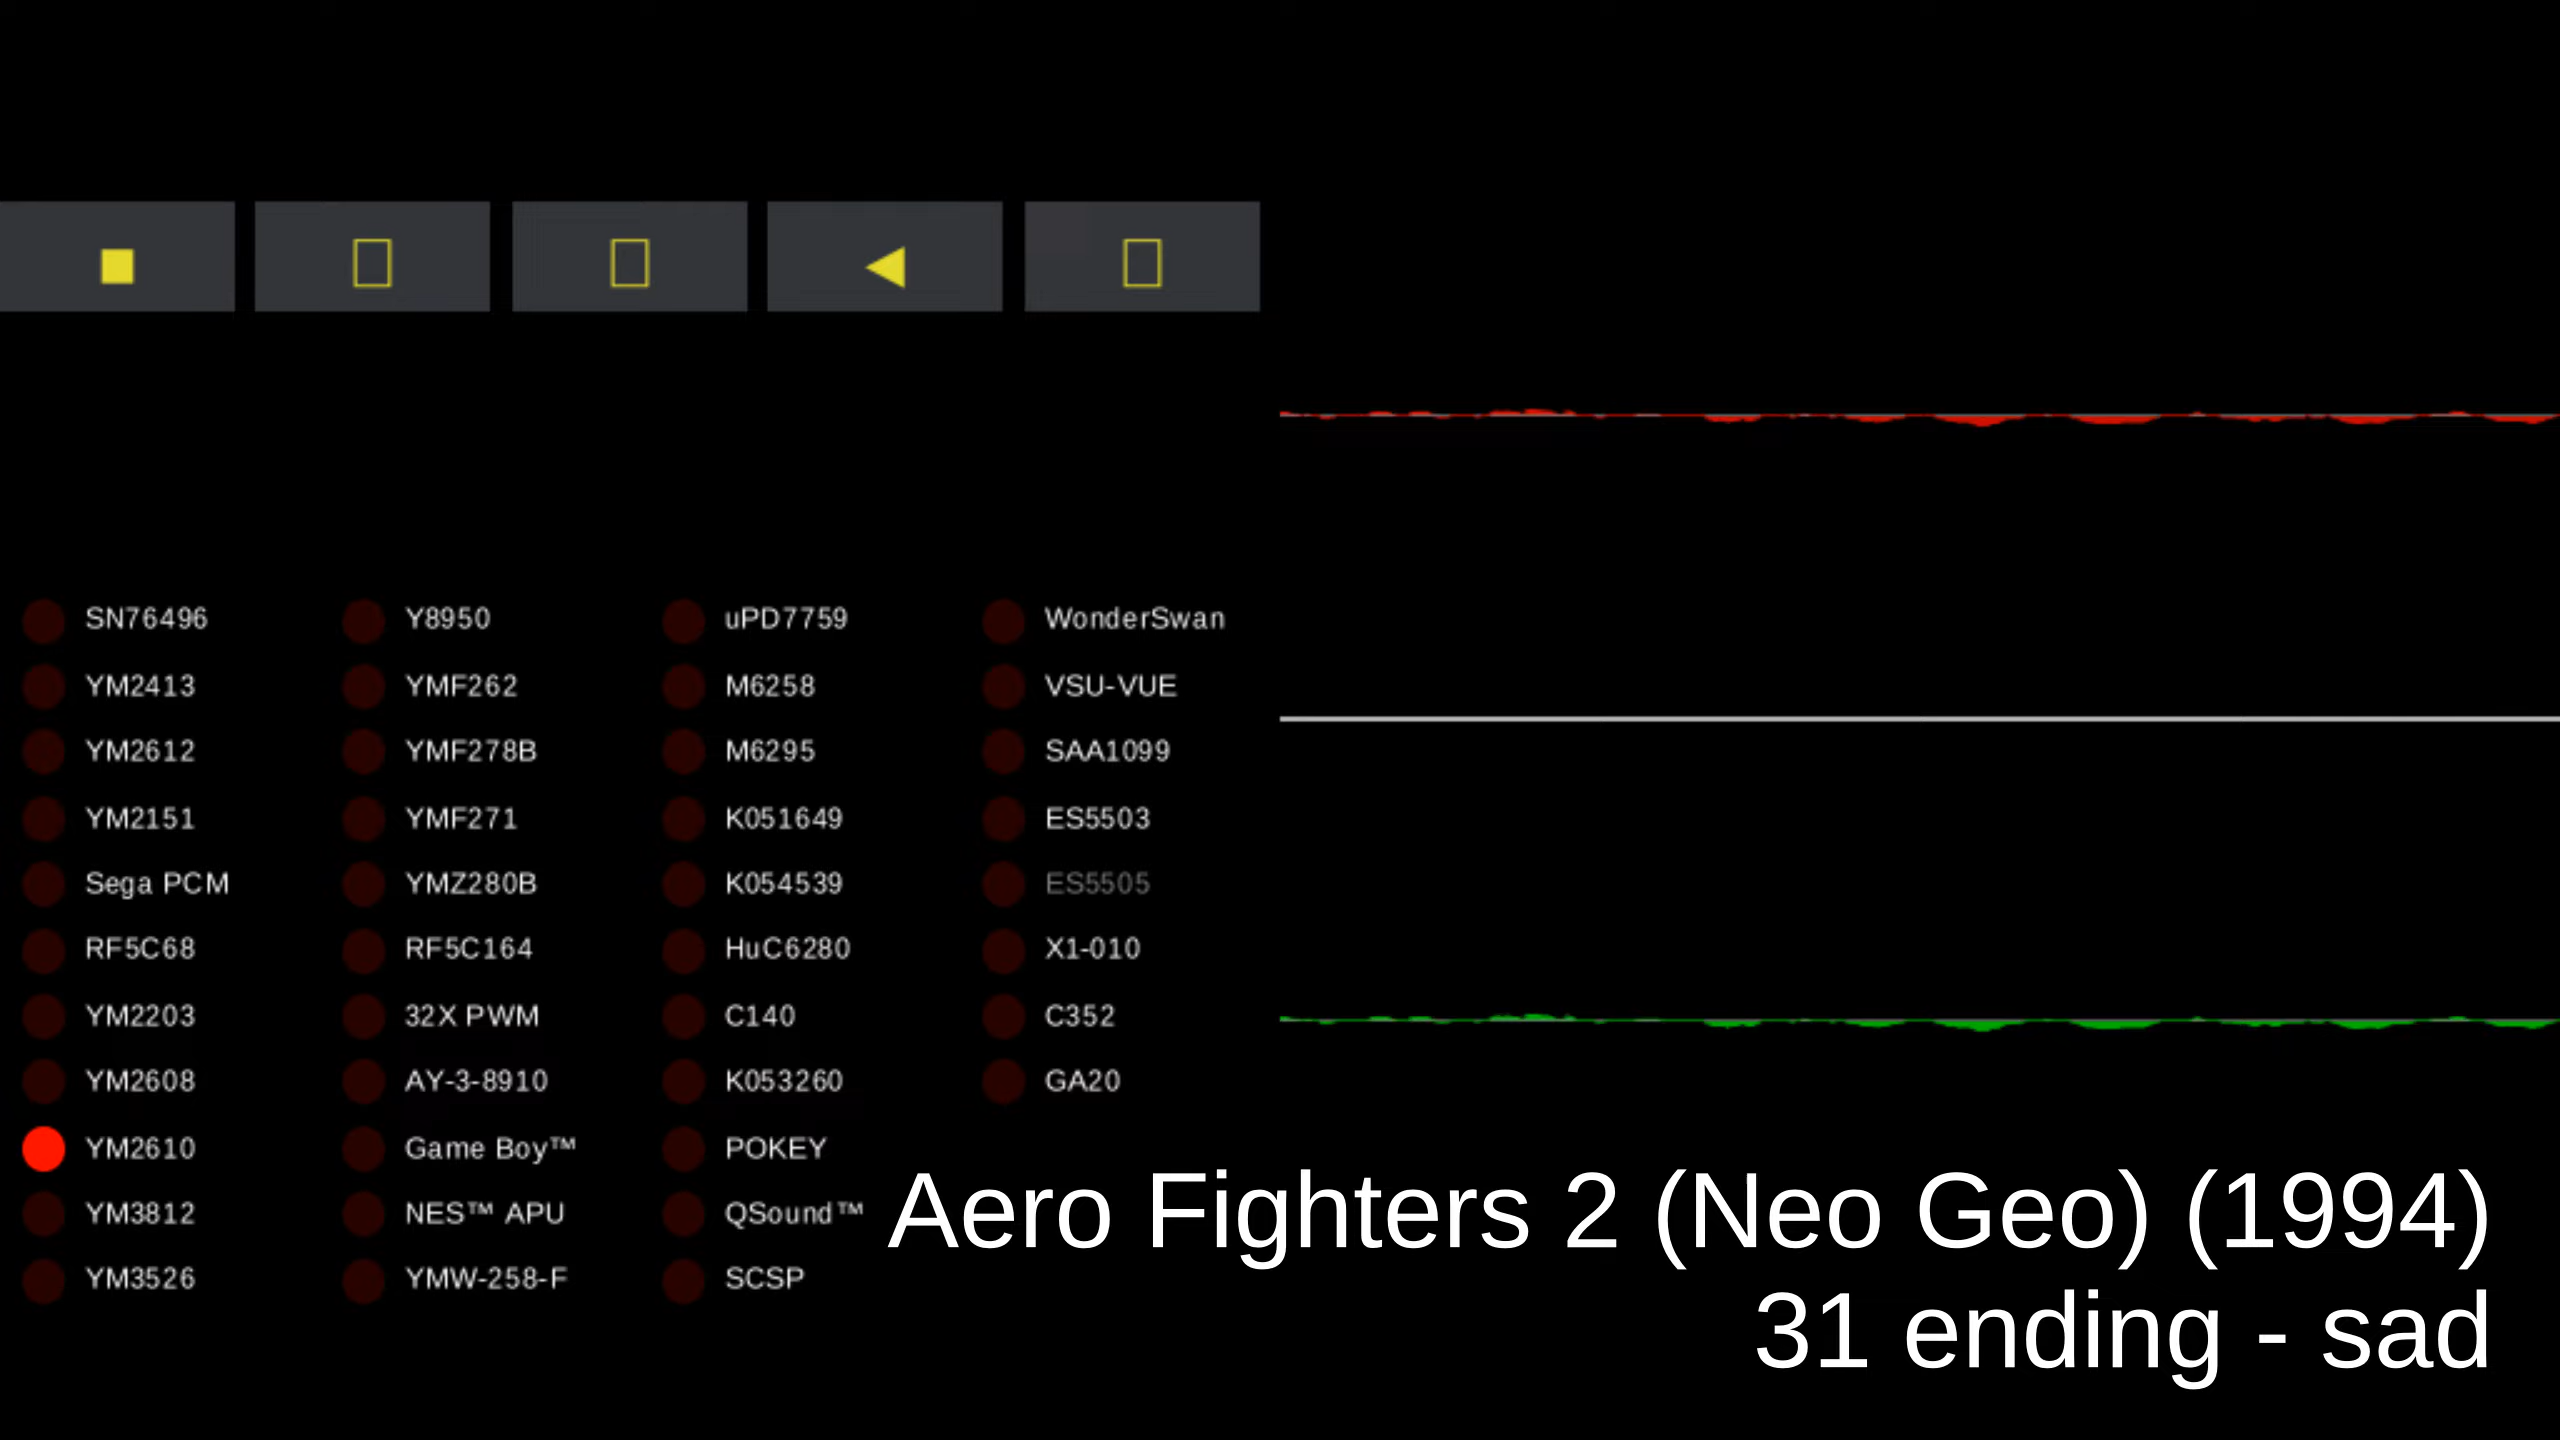 SN76496 Y8950 uPD7759 WonderSwan
YM2413 YMF262 M6258 VSU-VUE
YM2612 YMF278B M6295 SAA1099
YM2151 YMF271 K051649 ES5503
Sega PCM YMZ280B K054539 ES5505
RF5C68 RF5C164 HuC6280 X1-010
YM2203 32X PWM C140 C352
YM2608 AY-3-8910 K053260 GA20
YM2610 Game Boy™ POKEY
YM3812 NES™ APU QSound™
YM3526 YMW-258-F SCSP
Aero Fighters 2 (Neo Geo) (1994)
31 ending - sad